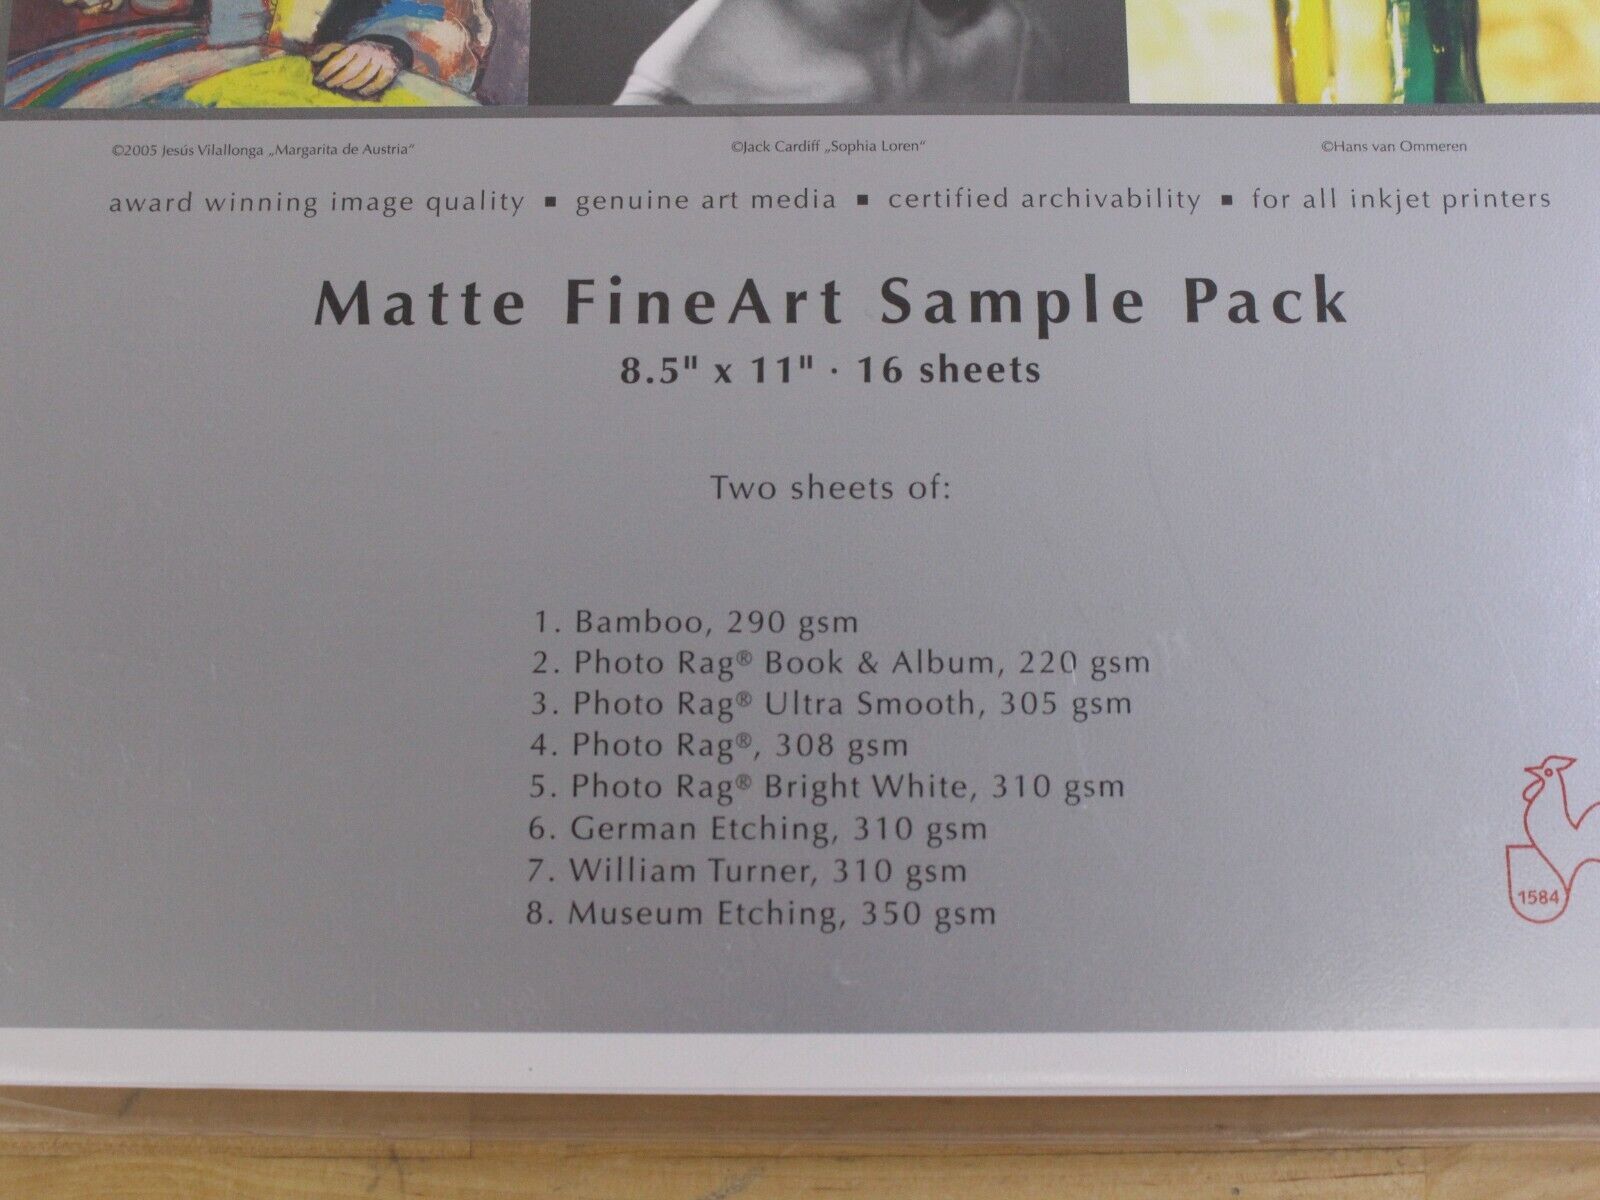 ©2005 Jesús Vilallonga „Margarita de Austria“
©Jack Cardiff „Sophia Loren“
©Hans van Ommeren
award winning image quality ▪ genuine art media ▪ certified archivability ▪ for all inkjet printers
Matte FineArt Sample Pack
8.5" x 11" · 16 sheets
Two sheets of:
1. Bamboo, 290 gsm
2. Photo Rag® Book & Album, 220 gsm
3. Photo Rag® Ultra Smooth, 305 gsm
4. Photo Rag®, 308 gsm
5. Photo Rag® Bright White, 310 gsm
6. German Etching, 310 gsm
7. William Turner, 310 gsm
8. Museum Etching, 350 gsm
1584